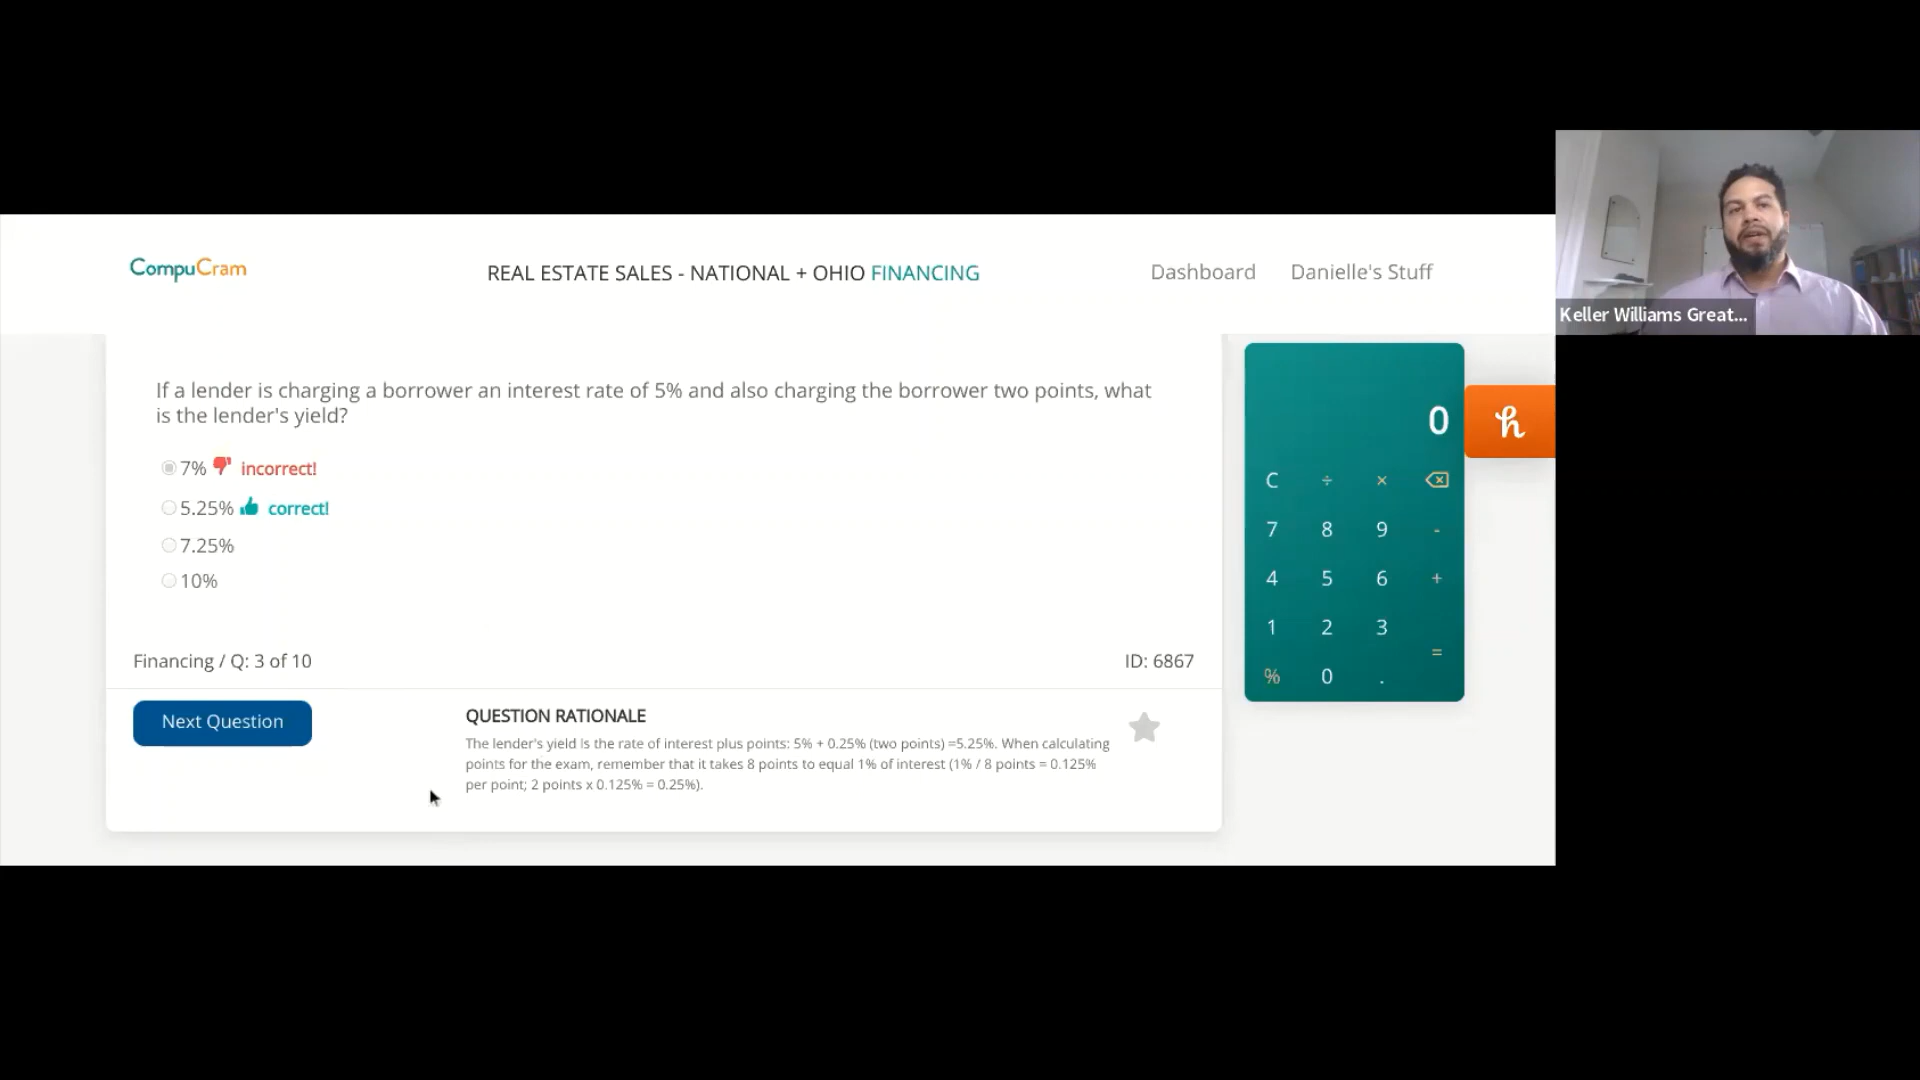 CompuCram
REAL ESTATE SALES - NATIONAL + OHIO FINANCING
Dashboard
Danielle's Stuff
Keller Williams Great...
If a lender is charging a borrower an interest rate of 5% and also charging the borrower two points, what
is the lender's yield?
7% incorrect!
5.25% correct!
7.25%
10%
Financing / Q: 3 of 10
ID: 6867
Next Question
QUESTION RATIONALE
The lender's yield is the rate of interest plus points: 5% + 0.25% (two points) =5.25%. When calculating
points for the exam, remember that it takes 8 points to equal 1% of interest (1% / 8 points = 0.125%
per point; 2 points x 0.125% = 0.25%).
0
h
C ÷ ×
7 8 9 -
4 5 6 +
1 2 3
=
% 0 .